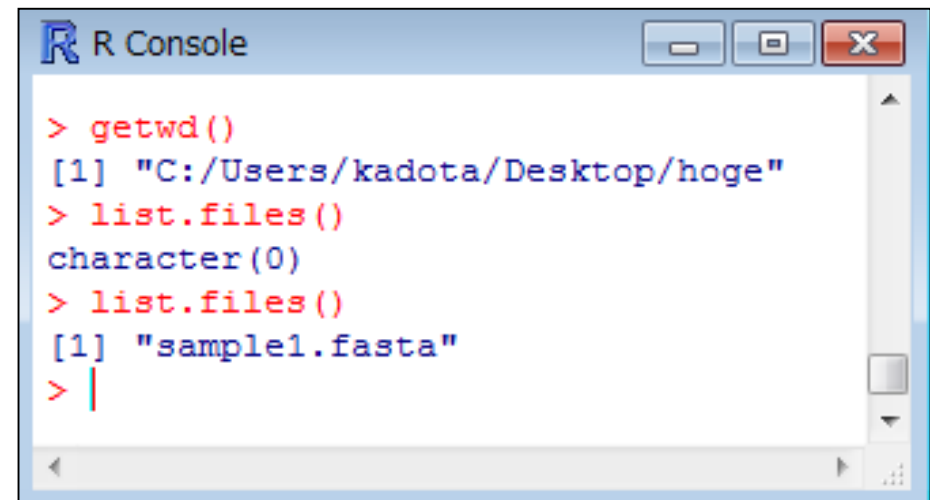 R R Console
> getwd()
[1] "C:/Users/kadota/Desktop/hoge"
> list.files()
character(0)
> list.files()
[1] "sample1.fasta"
>